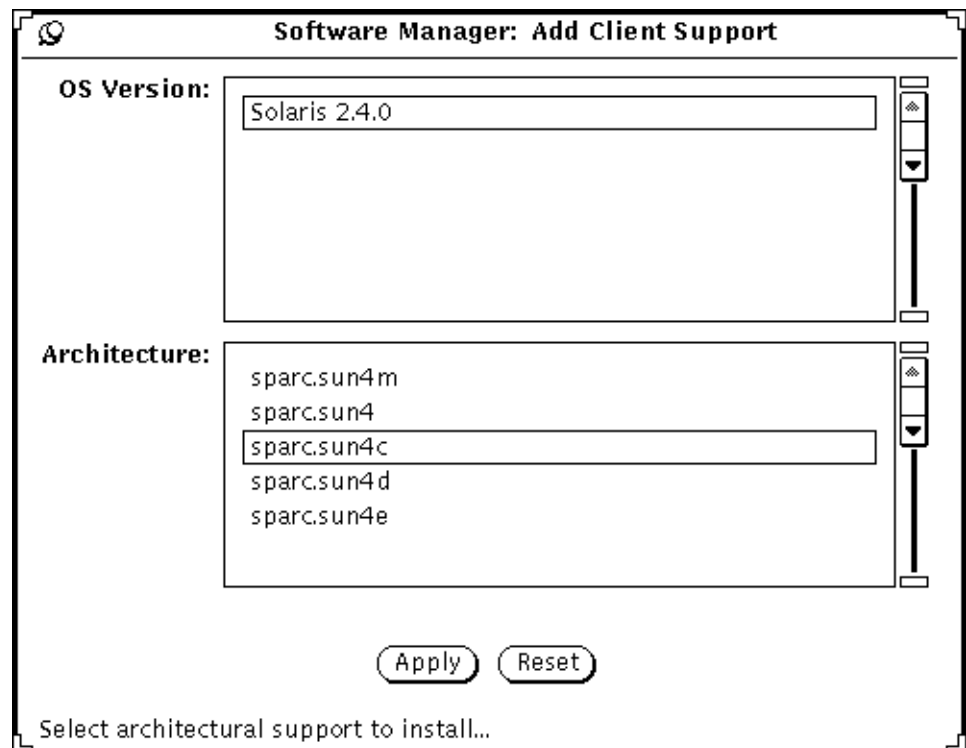 Software Manager: Add Client Support
OS Version:
Solaris 2.4.0
Architecture:
sparc.sun4m
sparc.sun4
sparc.sun4c
sparc.sun4d
sparc.sun4e
Apply Reset
Select architectural support to install...